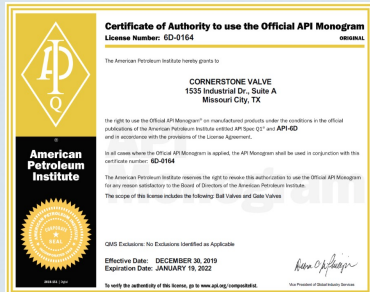 Certificate of Authority to use the Official API Monogram
License Number: 6D-0164
ORIGINAL
The American Petroleum Institute hereby grants to
CORNERSTONE VALVE
1535 Industrial Dr., Suite A
Missouri City, TX
the right to use the Official API Monogram® on manufactured products under the conditions in the official
publications of the American Petroleum Institute entitled API Spec Q1® and API-6D
and in accordance with the provisions of the License Agreement.
In all cases where the Official API Monogram is applied, the API Monogram shall be used in conjunction with this
certificate number: 6D-0164
The American Petroleum Institute reserves the right to revoke this authorization to use the Official API Monogram
for any reason satisfactory to the Board of Directors of the American Petroleum Institute.
The scope of this license includes the following: Ball Valves and Gate Valves
QMS Exclusions: No Exclusions Identified as Applicable
Effective Date: DECEMBER 30, 2019
Expiration Date: JANUARY 19, 2022
To verify the authenticity of this license, go to www.api.org/compositelist.
Vice President of Global Industry Services
API
Q
American
Petroleum
Institute
CERTIFICATE
SEAL